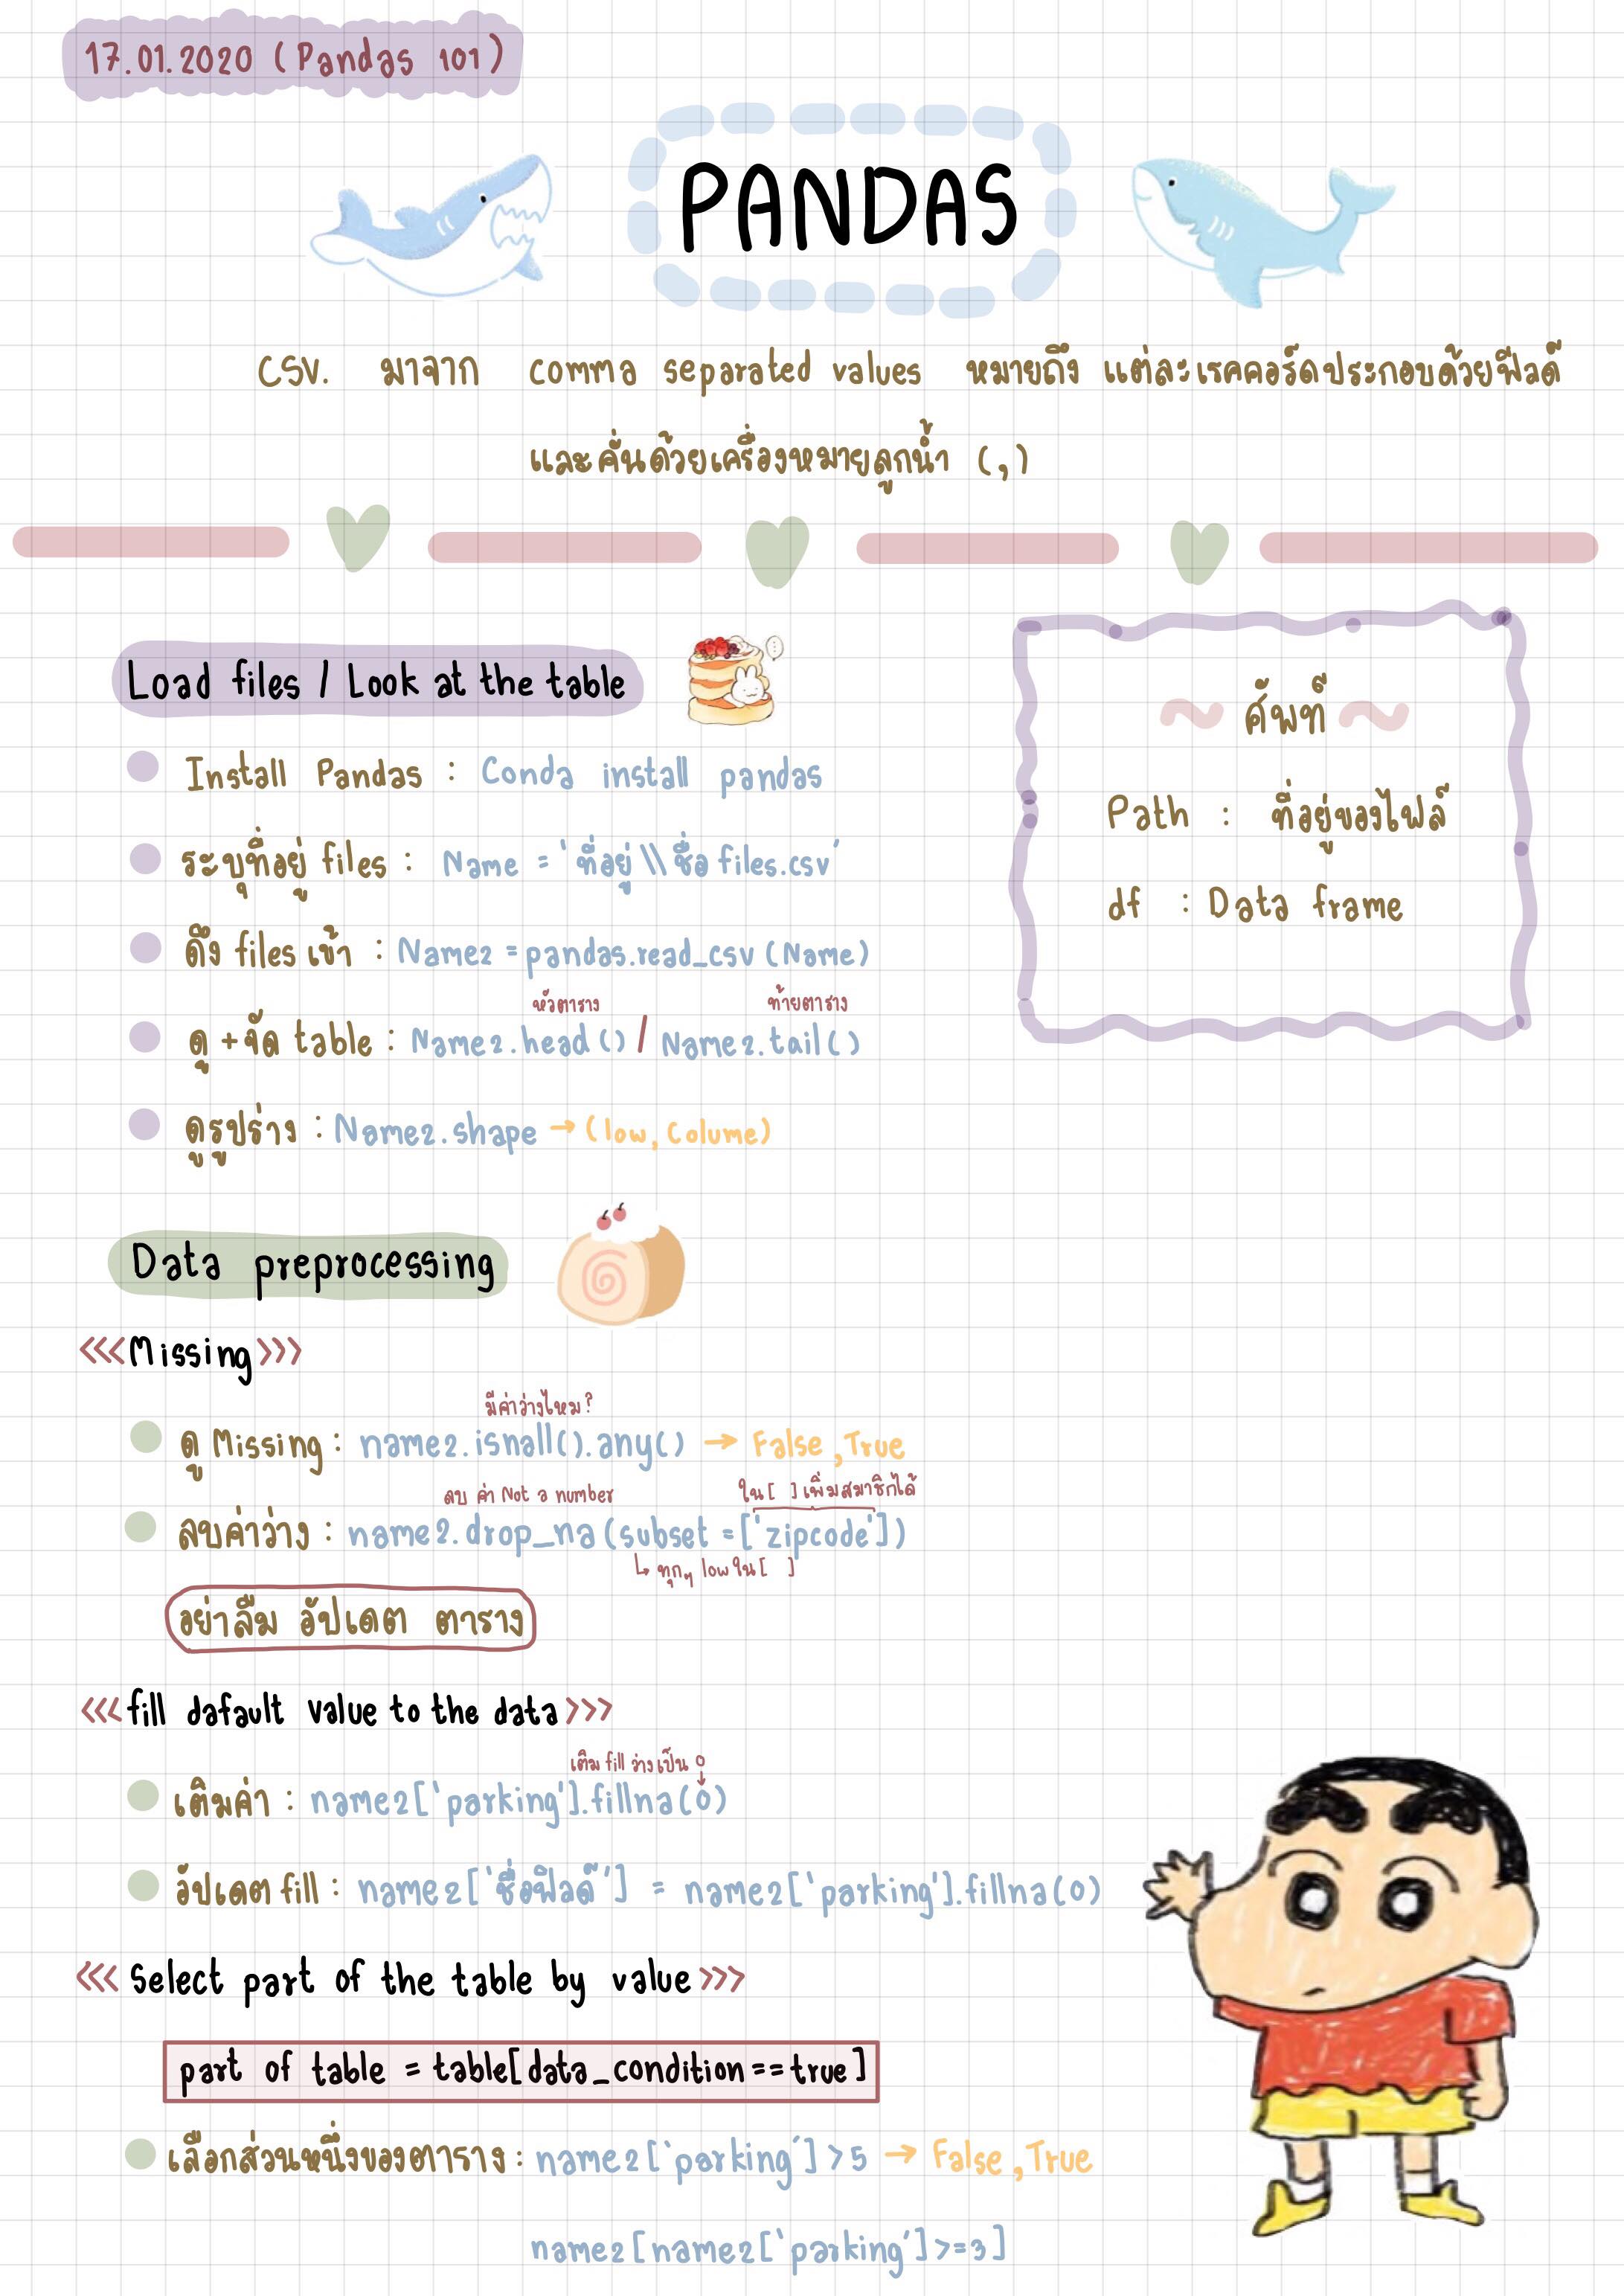 17.01.2020 (Pandas 101)
PANDAS
CSV. มาจาก comma separated values หมายถึง แต่ละเรคคอร์ดประกอบด้วยฟีลด์
และคั่นด้วยเครื่องหมายลูกน้ำ (,)
Load files / Look at the table
Install Pandas : Conda install pandas
ระบุที่อยู่ files : Name = 'ที่อยู่\\ชื่อ files.csv'
ดึง files เข้า : Name2 = pandas.read_csv (Name)
หัวตาราง ท้ายตาราง
ดู + จัด table : Name2.head () / Name2.tail ()
ดูรูปร่าง : Name2.shape → (low, Colume)
~ ศัพท์ ~
Path : ที่อยู่ของไฟล์
df : Data frame
Data preprocessing
<<< Missing >>>
มีค่าว่างไหม?
ดู Missing : name2.isnall().any() → False, True
ลบ ค่า Not a number ใน [ ] เพิ่มสมาชิกได้
ลบค่าว่าง : name2.drop_na (subset = ['zipcode'])
↳ ทุกๆ low ใน [ ]
อย่าลืม อัปเดต ตาราง
<<< fill dafault value to the data >>>
เติม fill ว่างเป็น 0
เติมค่า : name2['parking'].fillna(0)
อัปเดต fill : name2['ชื่อฟิลด์'] = name2['parking'].fillna(0)
<<< Select part of the table by value >>>
part of table = table[data_condition==true]
เลือกส่วนหนึ่งของตาราง : name2['parking'] >5 → False, True
name2[name2['parking'] >=3]